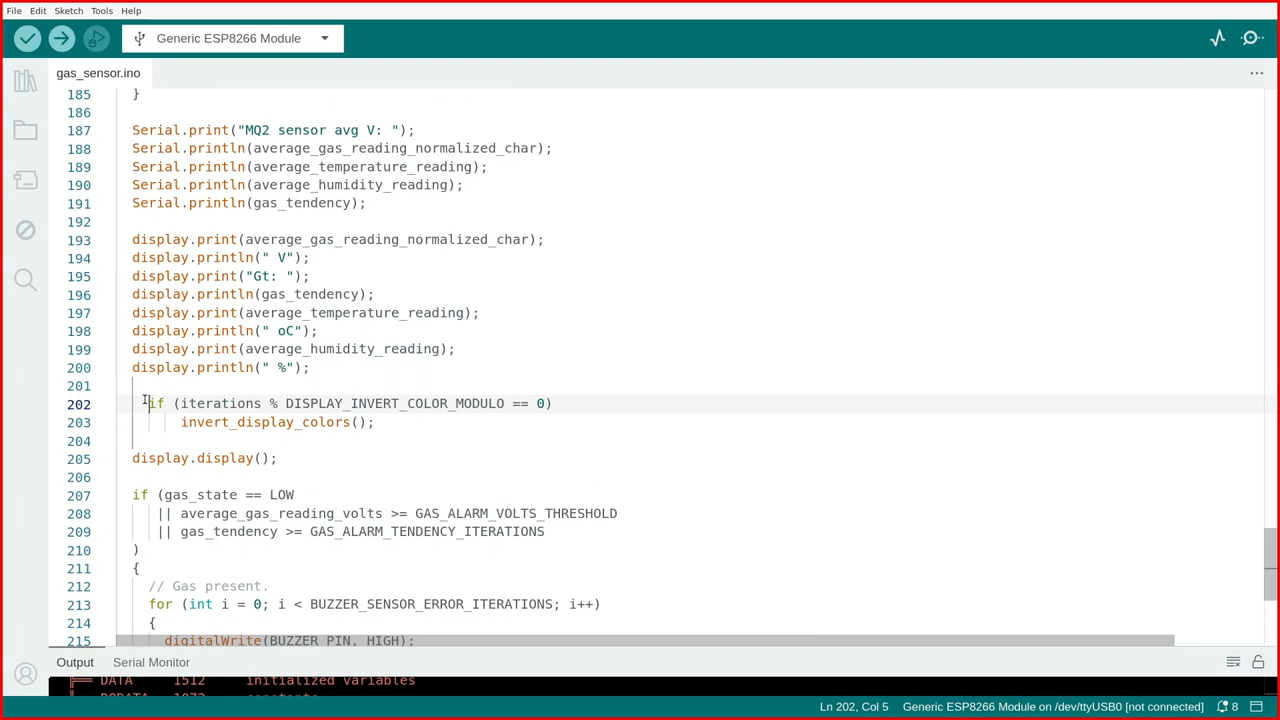 File Edit Sketch Tools Help
Generic ESP8266 Module
gas_sensor.ino
185 }
186
187 Serial.print("MQ2 sensor avg V: ");
188 Serial.println(average_gas_reading_normalized_char);
189 Serial.println(average_temperature_reading);
190 Serial.println(average_humidity_reading);
191 Serial.println(gas_tendency);
192
193 display.print(average_gas_reading_normalized_char);
194 display.println(" V");
195 display.print("Gt: ");
196 display.println(gas_tendency);
197 display.print(average_temperature_reading);
198 display.println(" oC");
199 display.print(average_humidity_reading);
200 display.println(" %");
201
202 if (iterations % DISPLAY_INVERT_COLOR_MODULO == 0)
203 invert_display_colors();
204
205 display.display();
206
207 if (gas_state == LOW
208 || average_gas_reading_volts >= GAS_ALARM_VOLTS_THRESHOLD
209 || gas_tendency >= GAS_ALARM_TENDENCY_ITERATIONS
210 )
211 {
212 // Gas present.
213 for (int i = 0; i < BUZZER_SENSOR_ERROR_ITERATIONS; i++)
214 {
215 digitalWrite(BUZZER_PIN, HIGH);
Output Serial Monitor
╠══ DATA 1512 initialized variables
RODATA 1072 constants
Ln 202, Col 5 Generic ESP8266 Module on /dev/ttyUSB0 [not connected] 8